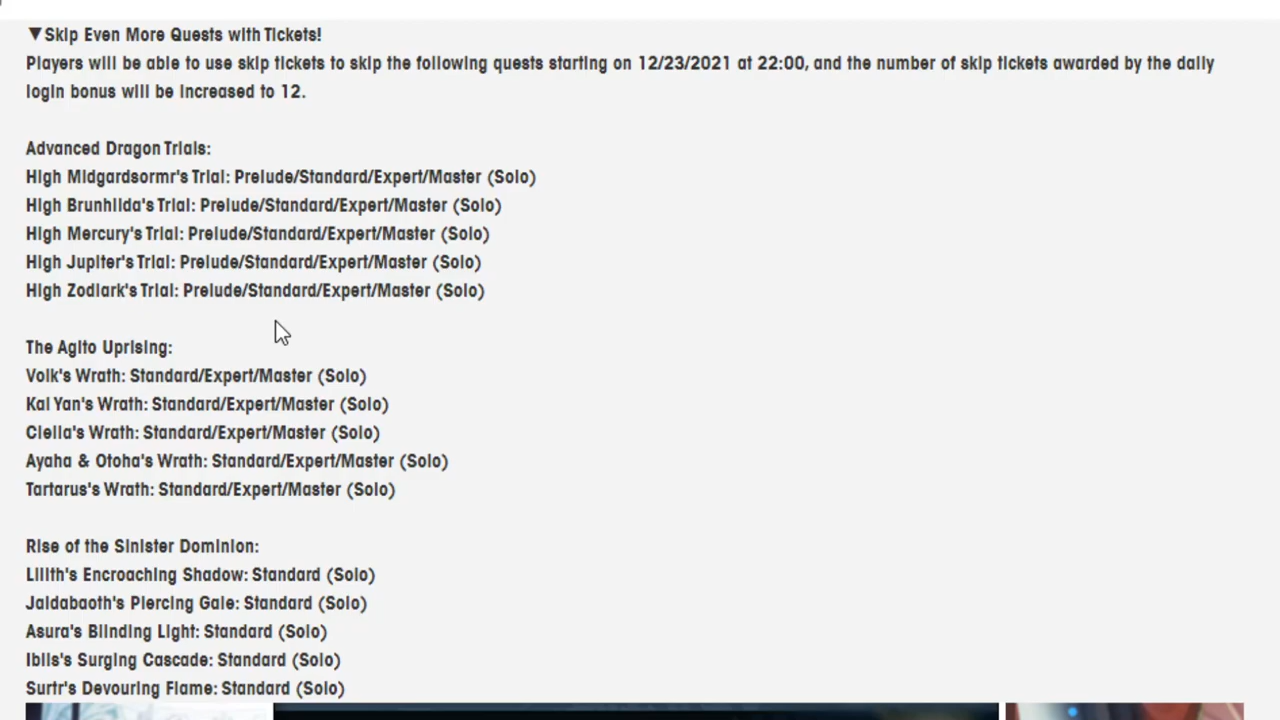 ▼Skip Even More Quests with Tickets!
Players will be able to use skip tickets to skip the following quests starting on 12/23/2021 at 22:00, and the number of skip tickets awarded by the daily
login bonus will be increased to 12.
Advanced Dragon Trials:
High Midgardsormr's Trial: Prelude/Standard/Expert/Master (Solo)
High Brunhilda's Trial: Prelude/Standard/Expert/Master (Solo)
High Mercury's Trial: Prelude/Standard/Expert/Master (Solo)
High Jupiter's Trial: Prelude/Standard/Expert/Master (Solo)
High Zodiark's Trial: Prelude/Standard/Expert/Master (Solo)
The Agito Uprising:
Volk's Wrath: Standard/Expert/Master (Solo)
Kai Yan's Wrath: Standard/Expert/Master (Solo)
Ciella's Wrath: Standard/Expert/Master (Solo)
Ayaha & Otoha's Wrath: Standard/Expert/Master (Solo)
Tartarus's Wrath: Standard/Expert/Master (Solo)
Rise of the Sinister Dominion:
Lilith's Encroaching Shadow: Standard (Solo)
Jaldabaoth's Piercing Gale: Standard (Solo)
Asura's Blinding Light: Standard (Solo)
Iblis's Surging Cascade: Standard (Solo)
Surtr's Devouring Flame: Standard (Solo)